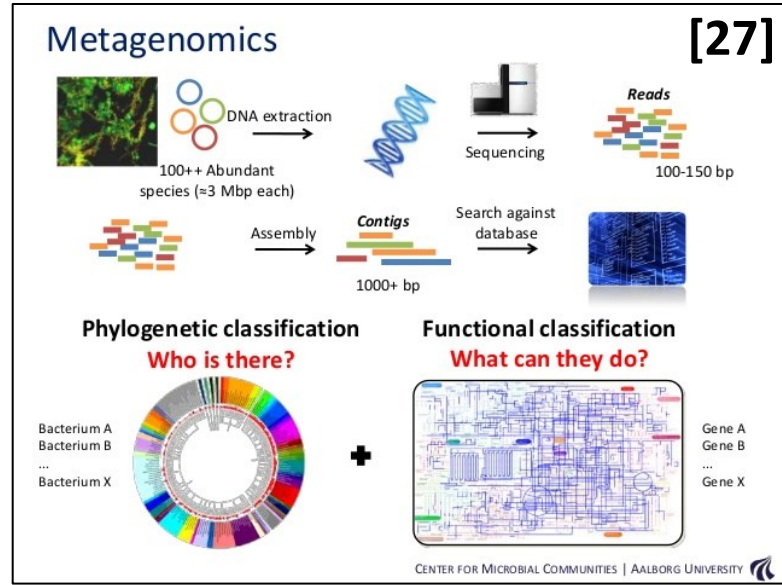 Metagenomics
[27]
DNA extraction
100++ Abundant
species (≈3 Mbp each)
Sequencing
Reads
100-150 bp
Assembly
Contigs
1000+ bp
Search against
database
Phylogenetic classification
Who is there?
Bacterium A
Bacterium B
...
Bacterium X
Functional classification
What can they do?
Gene A
Gene B
...
Gene X
CENTER FOR MICROBIAL COMMUNITIES | AALBORG UNIVERSITY